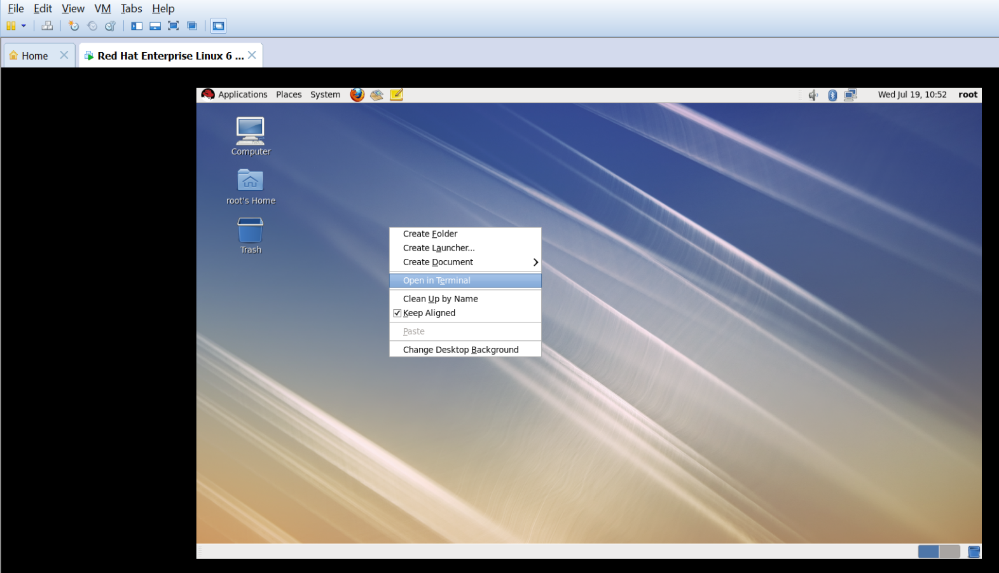 File Edit View VM Tabs Help
Home Red Hat Enterprise Linux 6 ...
Applications Places System Wed Jul 19, 10:52 root
Computer
root's Home
Trash
Create Folder
Create Launcher...
Create Document
Open in Terminal
Clean Up by Name
Keep Aligned
Paste
Change Desktop Background